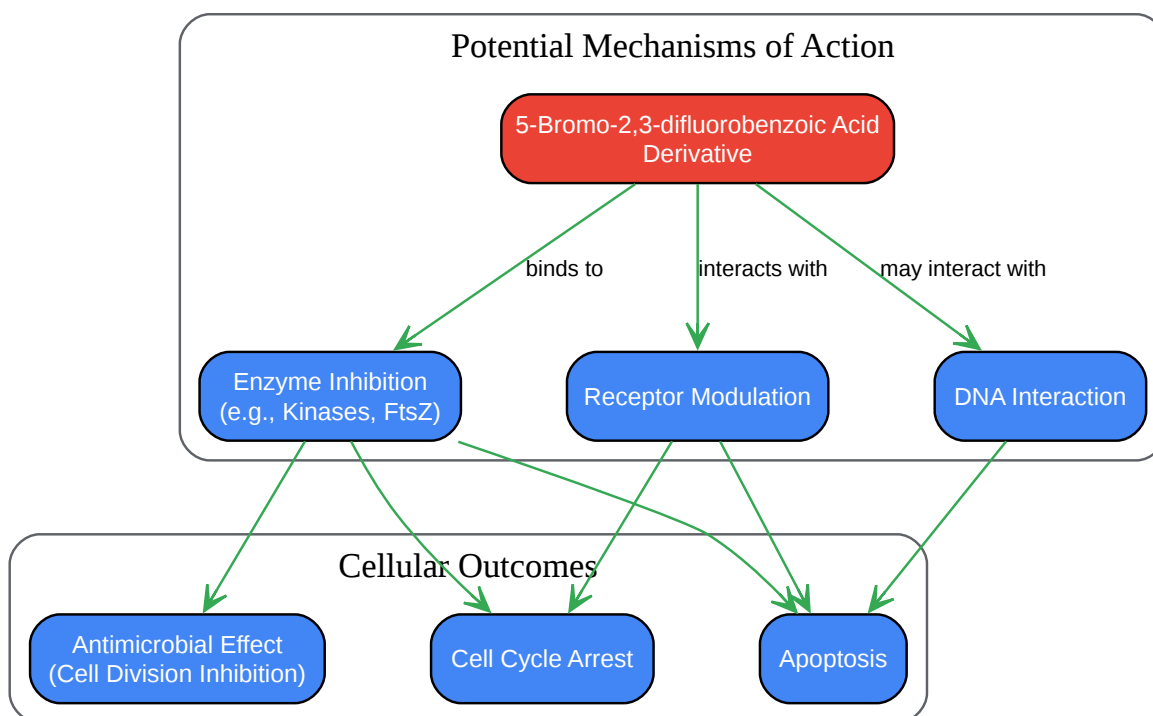 Potential Mechanisms of Action
5-Bromo-2,3-difluorobenzoic Acid
Derivative
binds to
interacts with
may interact with
Enzyme Inhibition
(e.g., Kinases, FtsZ)
Receptor Modulation
DNA Interaction
Cellular Outcomes
Antimicrobial Effect
(Cell Division Inhibition)
Cell Cycle Arrest
Apoptosis